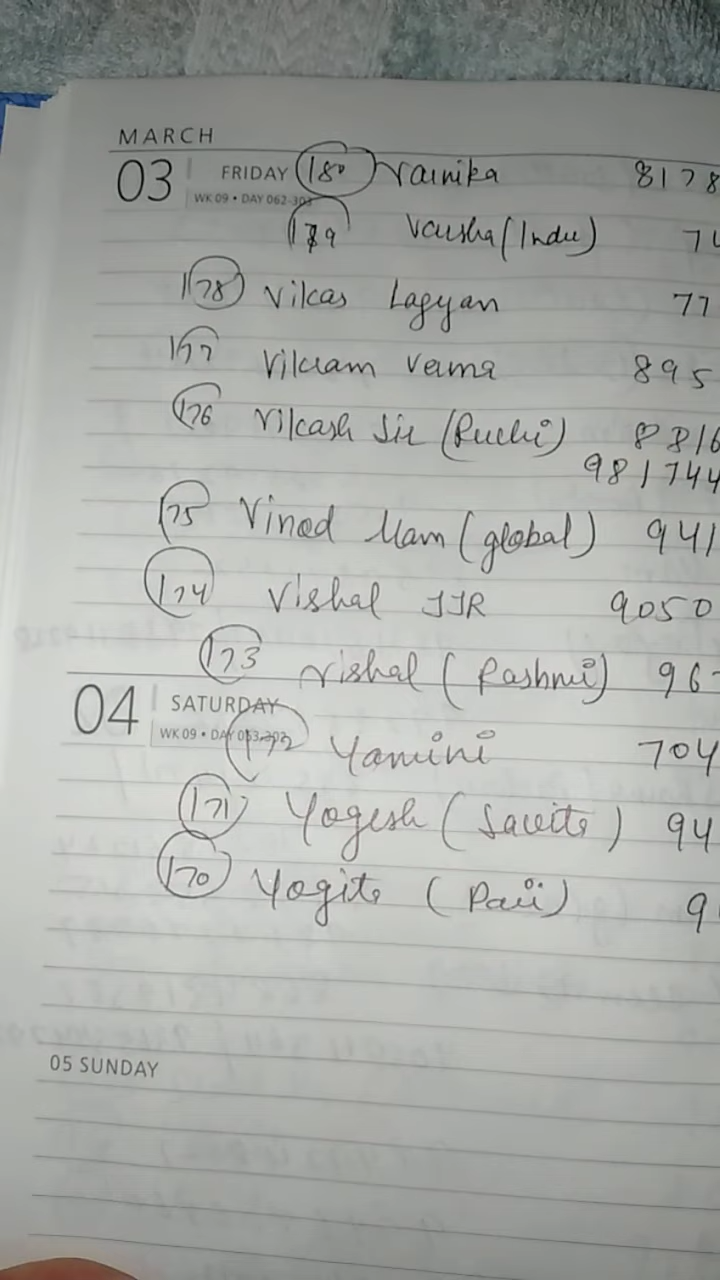 MARCH
03 FRIDAY 180 Vainika 8178
WK 09 • DAY 062-303
179 Varsha (Indu) 74
178 Vikas Lagyan 77
177 Vikram Verma 895
176 Vikash Sir (Ruchi) 8816
981744
175 Vinod Mam (global) 941
174 Vishal JJR 9050
173 Vishal (Rashmi) 967
04 SATURDAY
WK 09 • DAY 063-302 172 Yamini 704
171 Yogesh (Savita) 94
170 Yogita (Pari) 9
05 SUNDAY